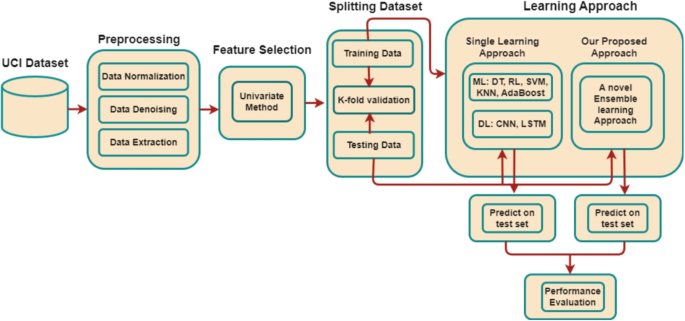 UCI Dataset
Preprocessing
Data Normalization
Data Denoising
Data Extraction
Feature Selection
Univariate
Method
Splitting Dataset
Training Data
K-fold validation
Testing Data
Learning Approach
Single Learning
Approach
ML: DT, RL, SVM,
KNN, AdaBoost
DL: CNN, LSTM
Our Proposed
Approach
A novel
Ensemble
learning
Approach
Predict on
test set
Predict on
test set
Performance
Evaluation